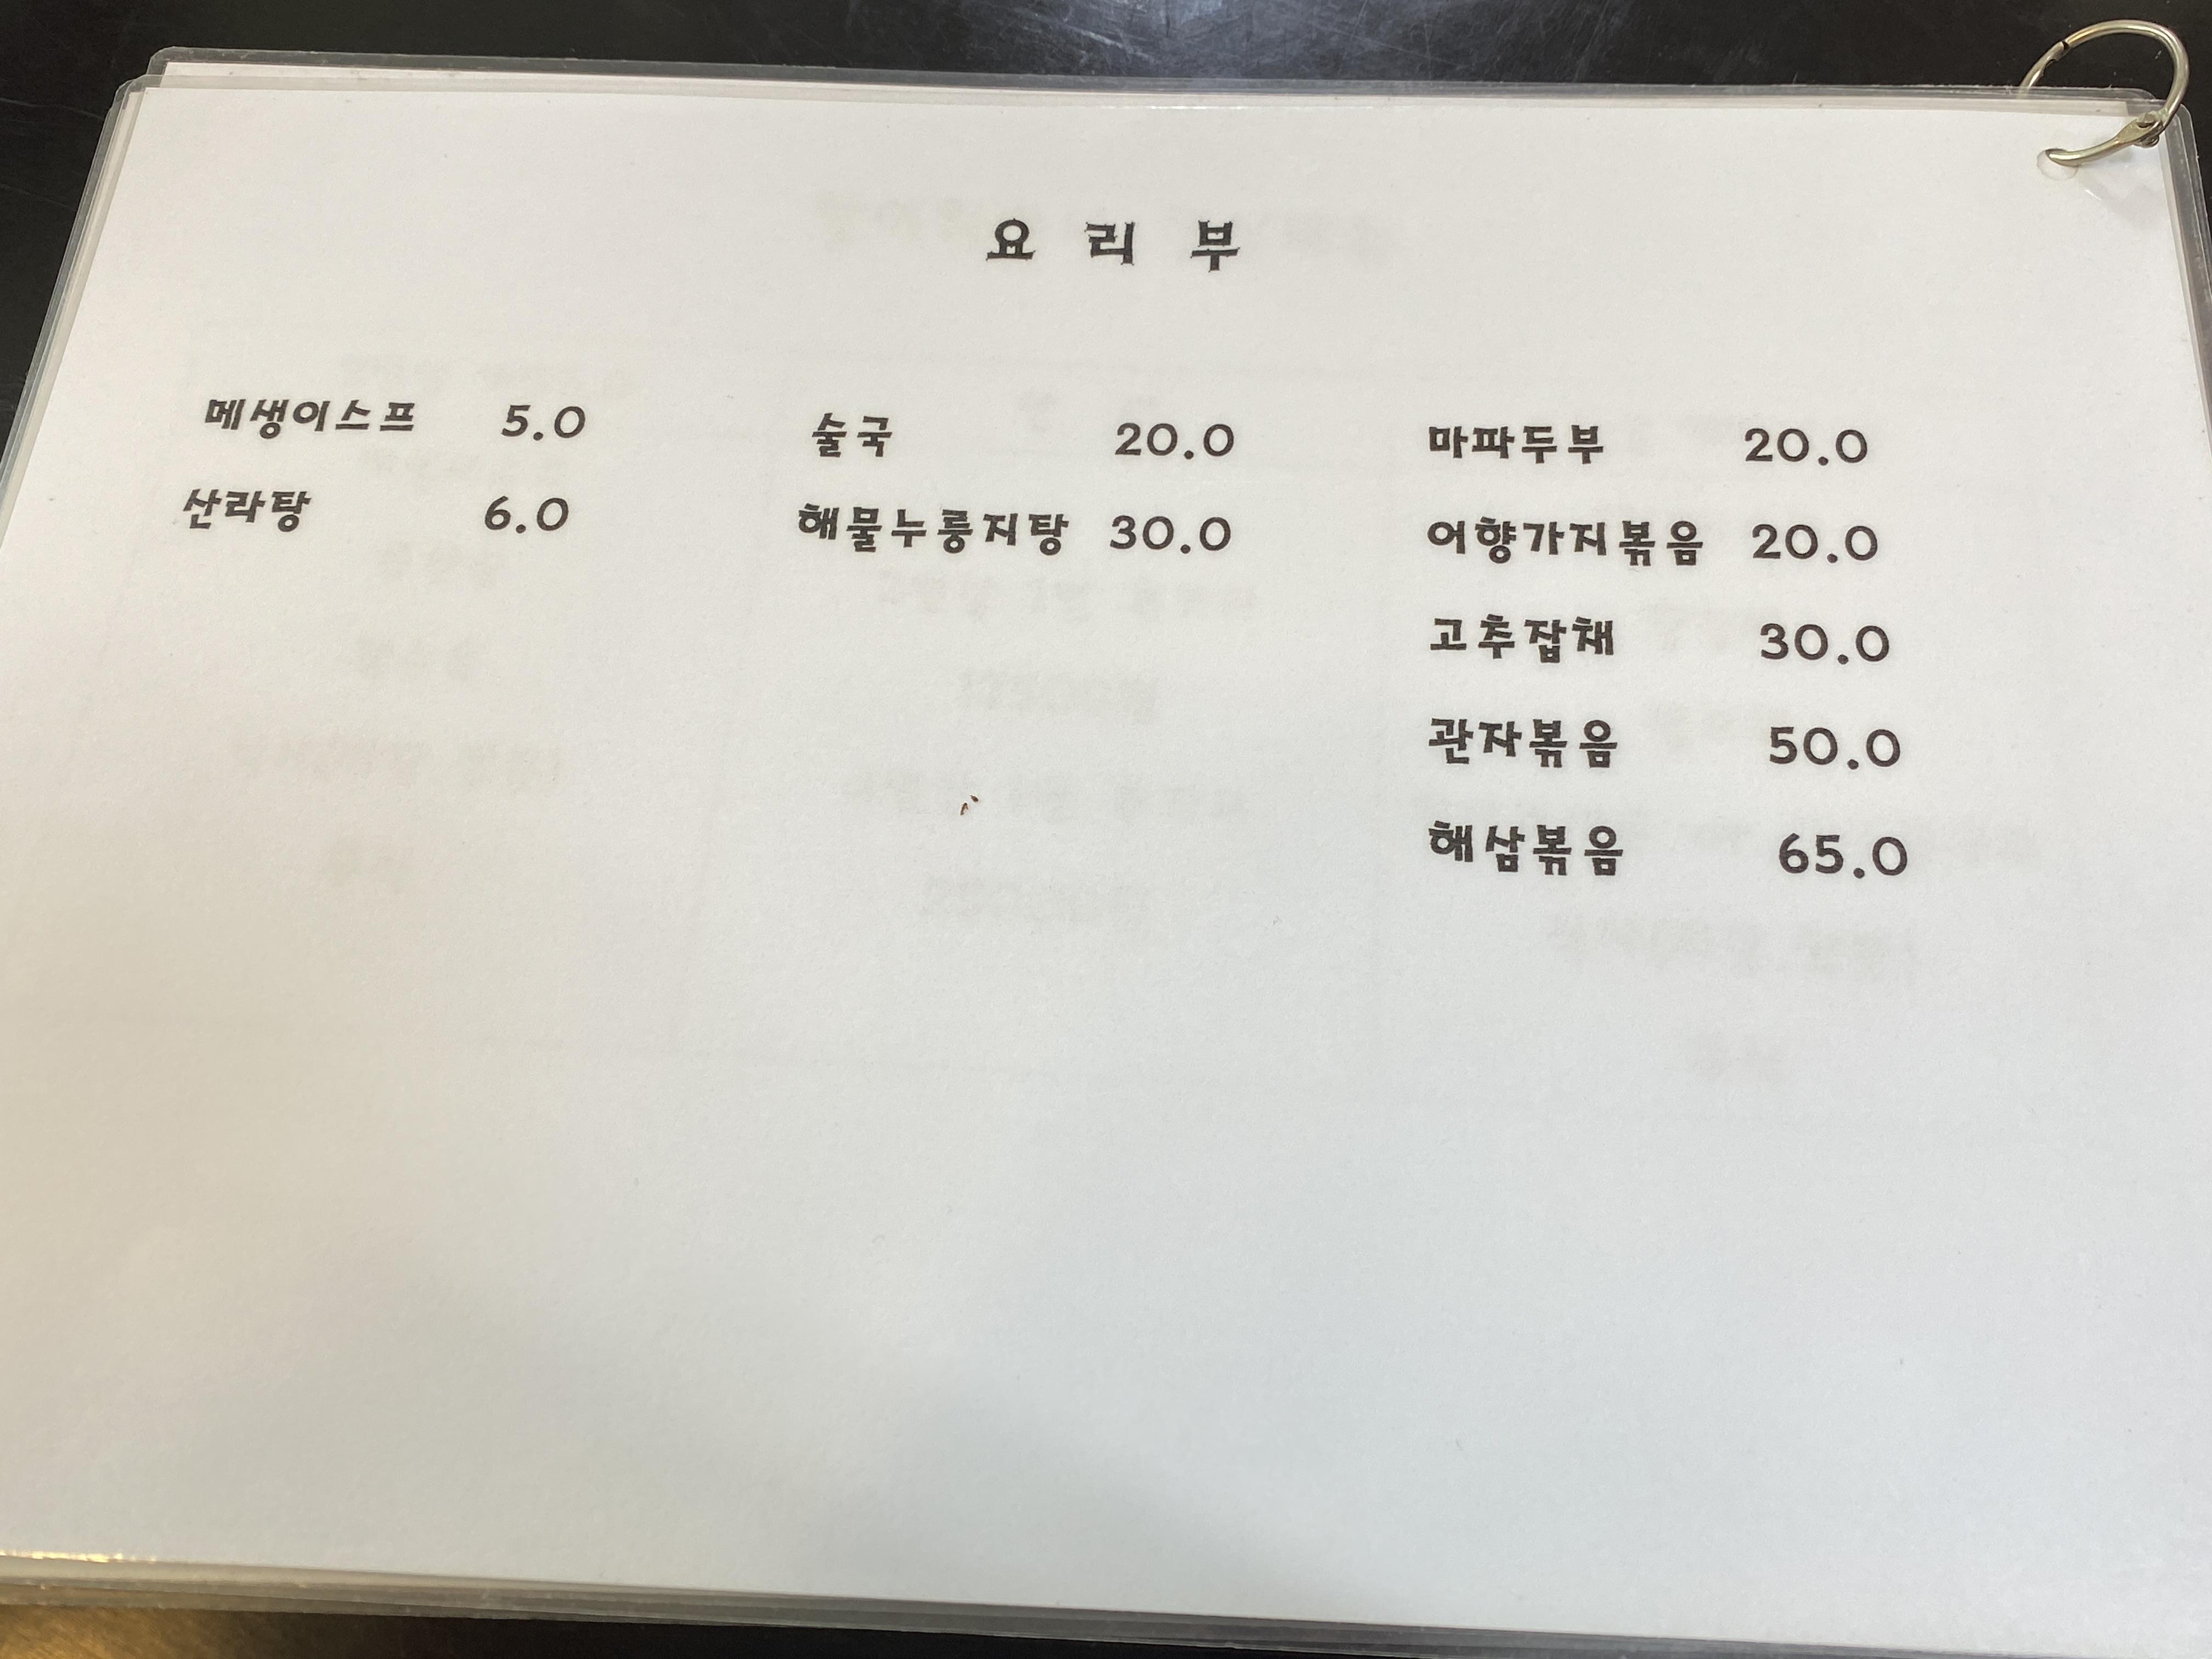 요 리 부
메생이스프 5.0
산라탕 6.0
술국 20.0
해물누룽지탕 30.0
마파두부 20.0
어향가지볶음 20.0
고추잡채 30.0
관자볶음 50.0
해삼볶음 65.0